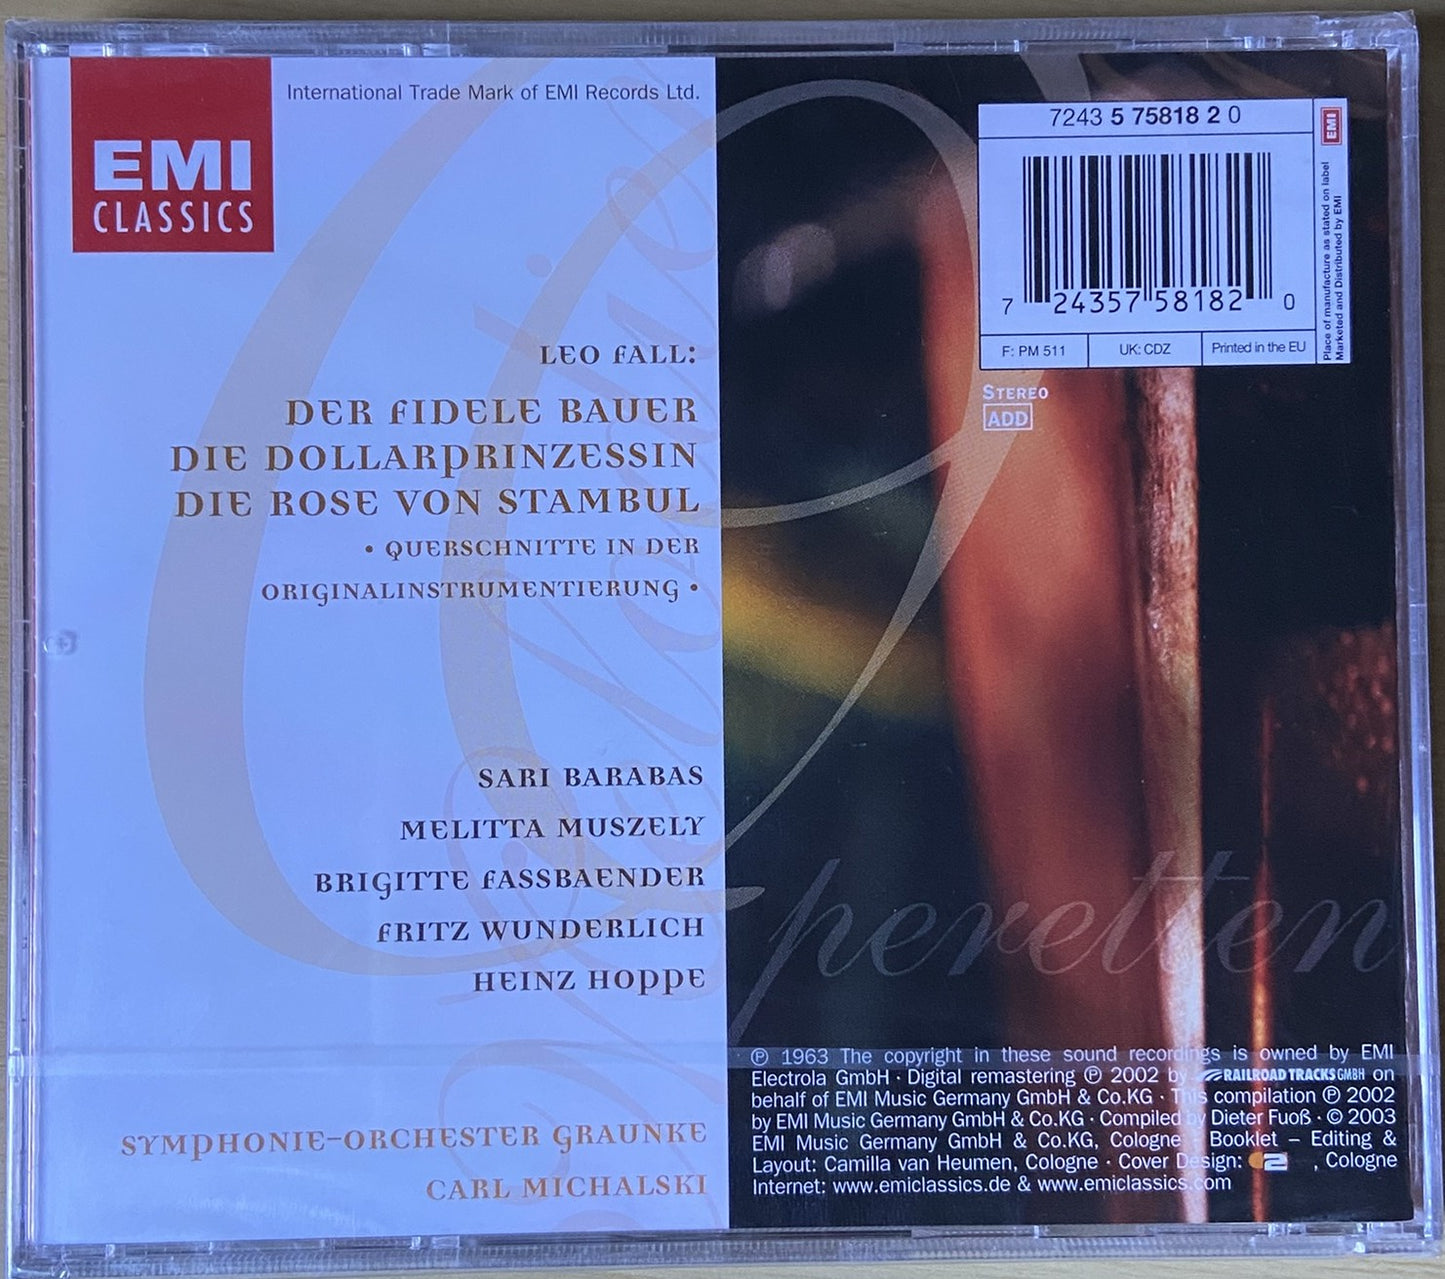 EMI
CLASSICS
International Trade Mark of EMI Records Ltd.
LEO FALL:
DER FIDELE BAUER
DIE DOLLARPRINZESSIN
DIE ROSE VON STAMBUL
• QUERSCHNITTE IN DER
ORIGINALINSTRUMENTIERUNG •
SARI BARABAS
MELITTA MUSZELY
BRIGITTE FASSBAENDER
FRITZ WUNDERLICH
HEINZ HOPPE
SYMPHONIE-ORCHESTER GRAUNKE
CARL MICHALSKI
7243 5 75818 2 0
7 24357 58182 0
F: PM 511
UK: CDZ
Printed in the EU
EMI
Place of manufacture as stated on label
Marketed and Distributed by EMI
STEREO
ADD
Operetten
℗ 1963 The copyright in these sound recordings is owned by EMI
Electrola GmbH · Digital remastering ℗ 2002 by RAILROAD TRACKS GMBH on
behalf of EMI Music Germany GmbH & Co.KG · This compilation ℗ 2002
by EMI Music Germany GmbH & Co.KG · Compiled by Dieter Fuoß · © 2003
EMI Music Germany GmbH & Co.KG, Cologne · Booklet – Editing &
Layout: Camilla van Heumen, Cologne · Cover Design: 2 , Cologne
Internet: www.emiclassics.de & www.emiclassics.com